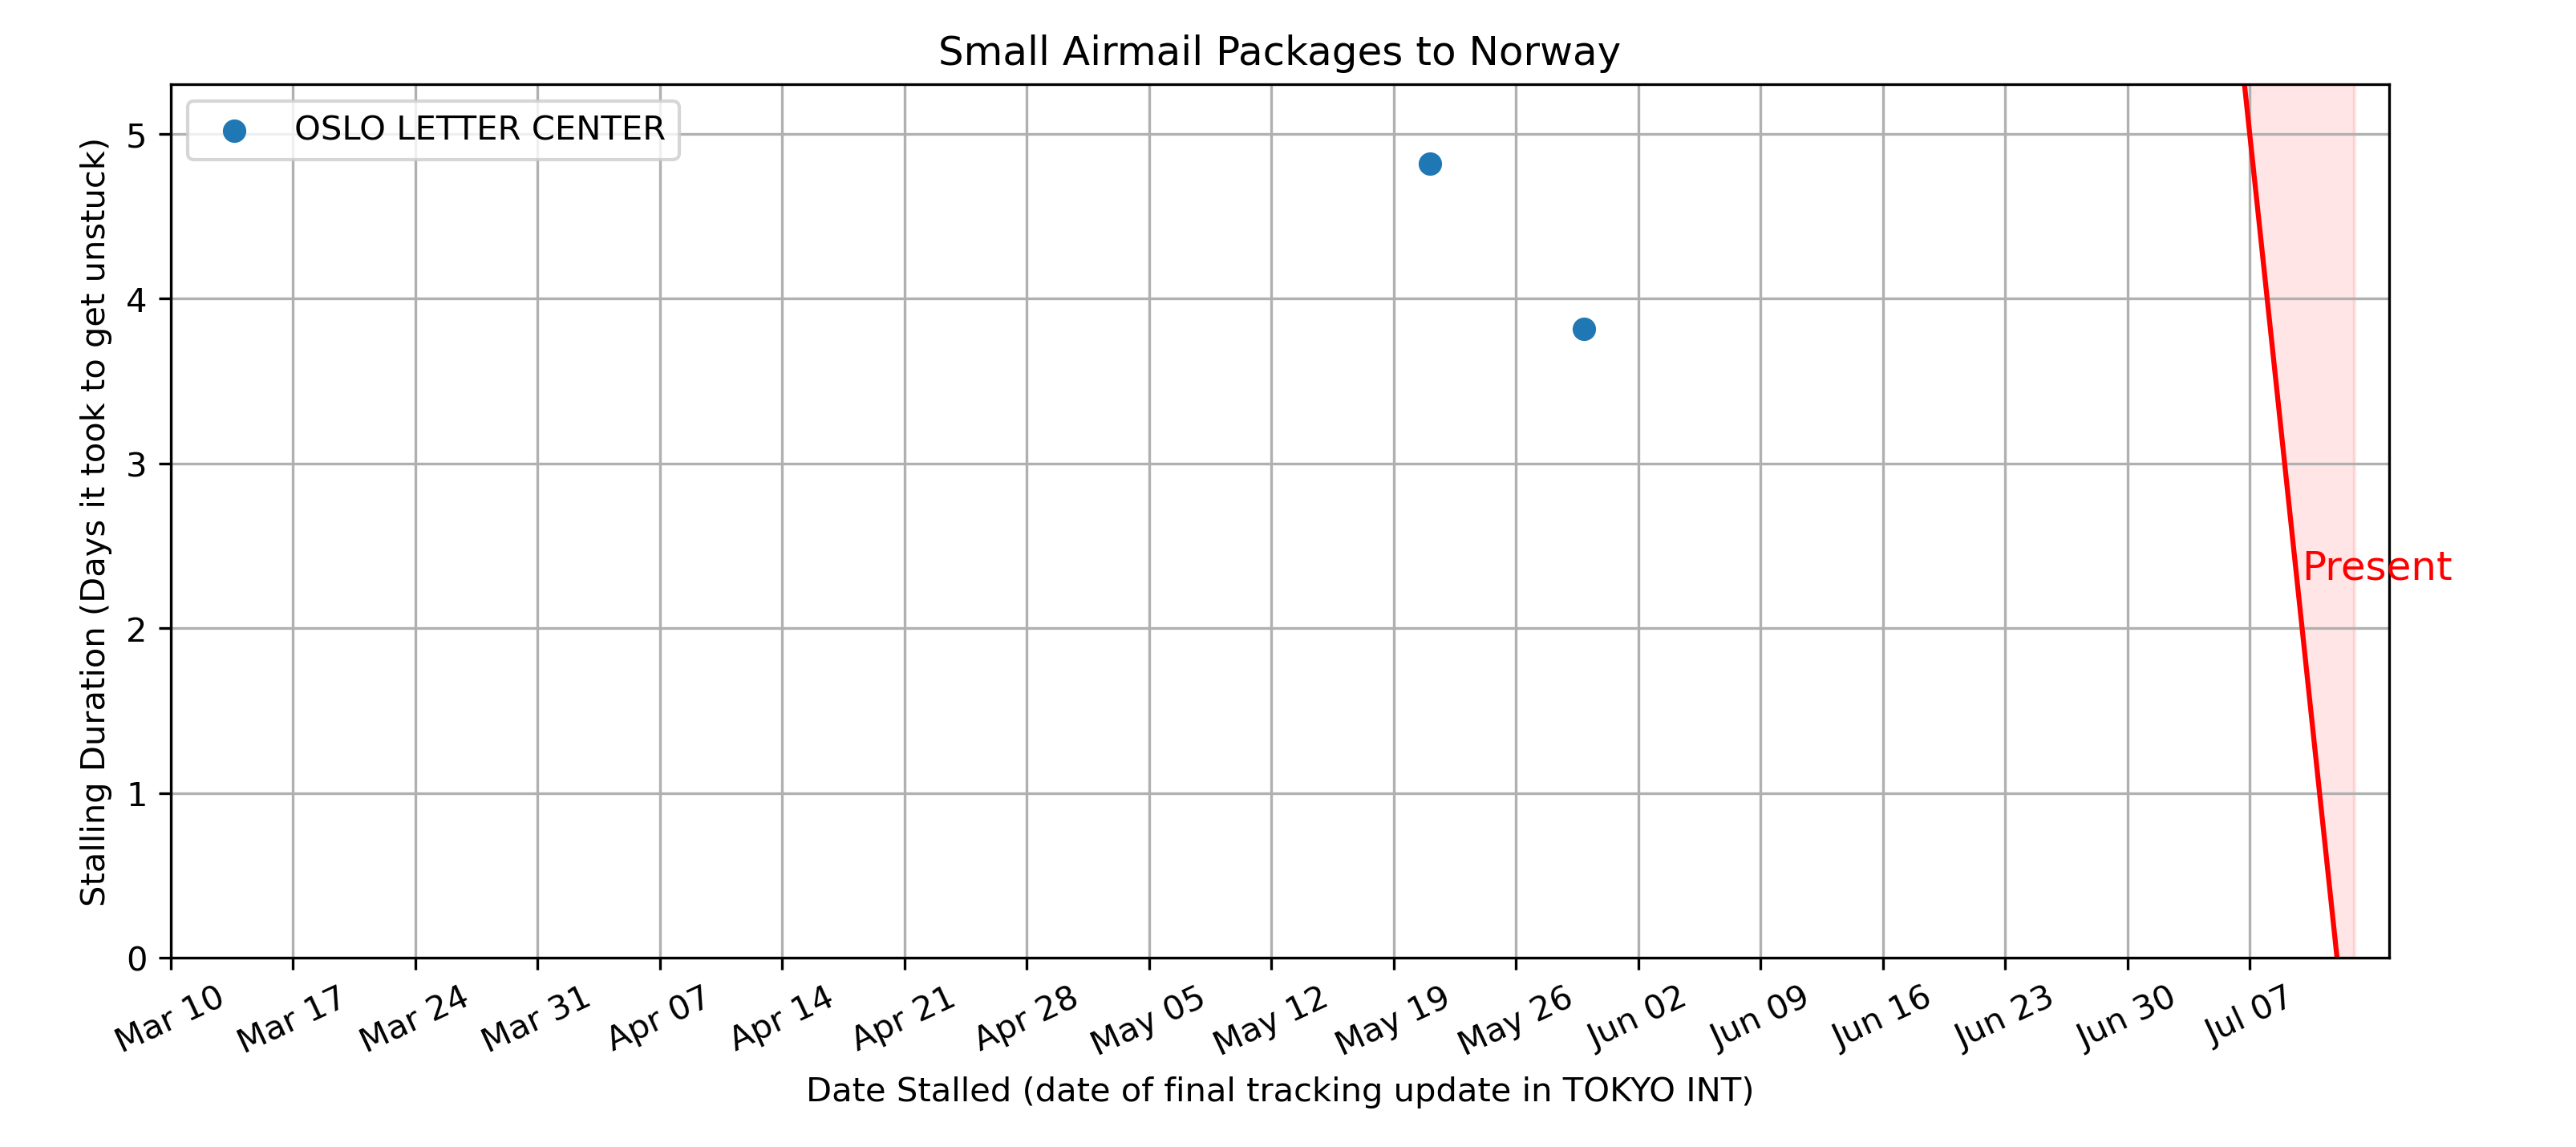 Small Airmail Packages to Norway
OSLO LETTER CENTER
Stalling Duration (Days it took to get unstuck)
5
4
3
2
1
0
Present
Mar 10
Mar 17
Mar 24
Mar 31
Apr 07
Apr 14
Apr 21
Apr 28
May 05
May 12
May 19
May 26
Jun 02
Jun 09
Jun 16
Jun 23
Jun 30
Jul 07
Date Stalled (date of final tracking update in TOKYO INT)